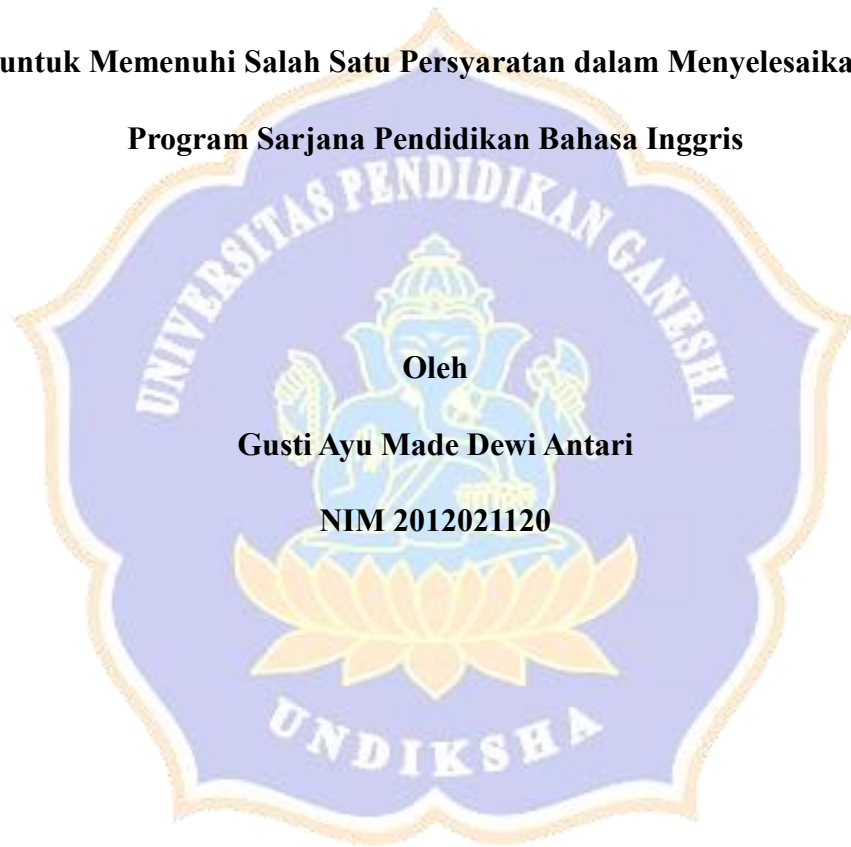 untuk Memenuhi Salah Satu Persyaratan dalam Menyelesaika
Program Sarjana Pendidikan Bahasa Inggris
UNIVERSITAS PENDIDIKAN GANESHA
Oleh
Gusti Ayu Made Dewi Antari
NIM 2012021120
UNDIKSHA